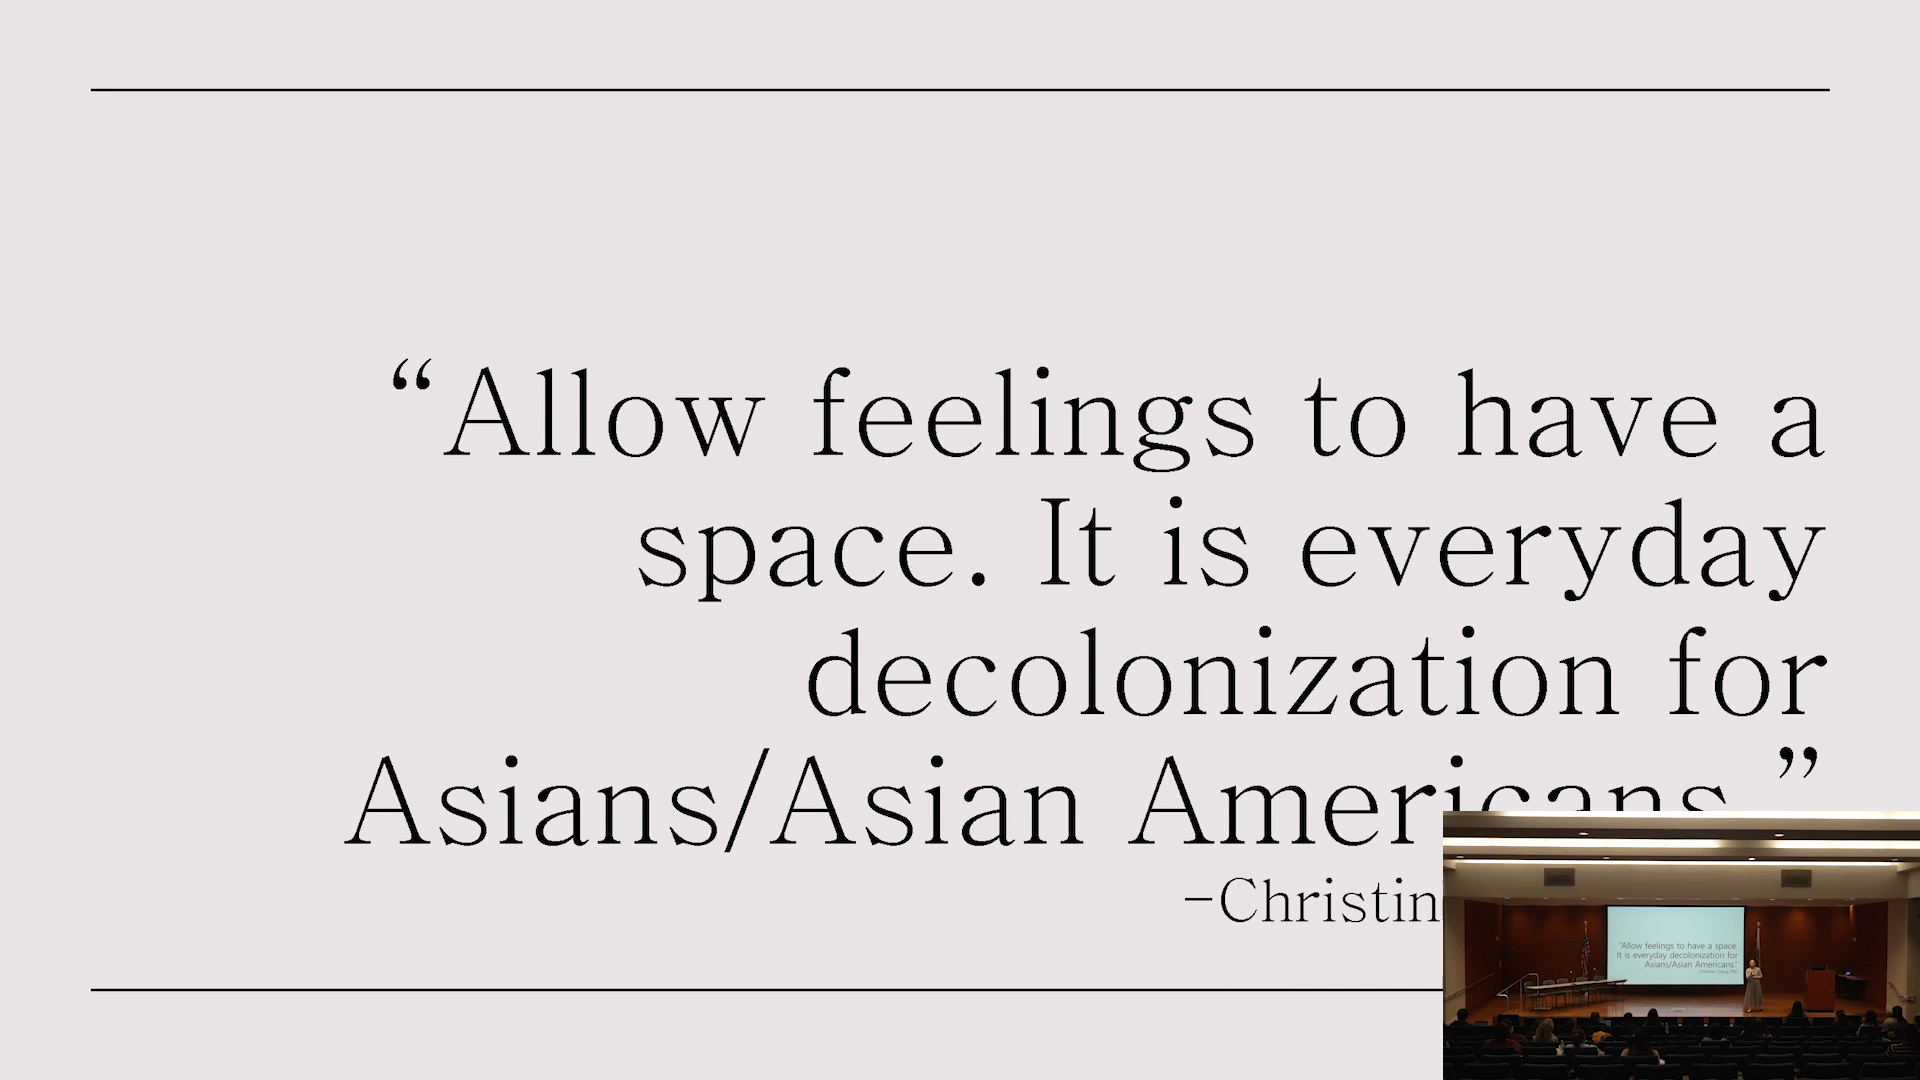 “Allow feelings to have a
space. It is everyday
decolonization for
Asians/Asian Americans.”
-Christin
“Allow feelings to have a space.
It is everyday decolonization for
Asians/Asian Americans.”